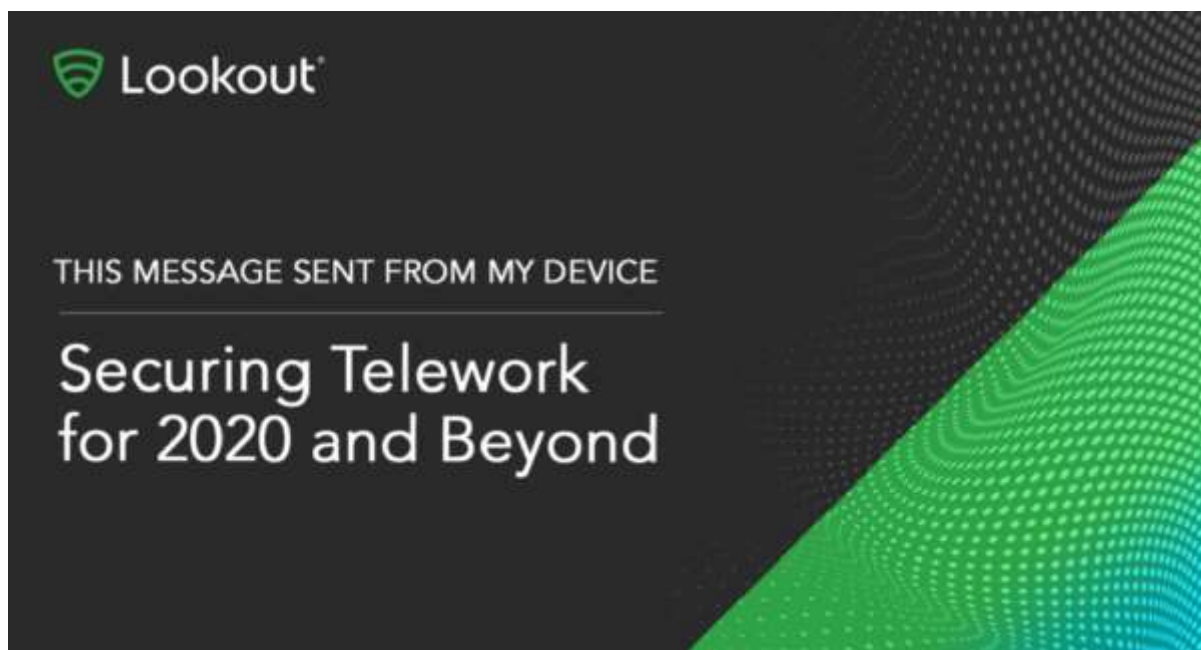 Lookout
THIS MESSAGE SENT FROM MY DEVICE
Securing Telework
for 2020 and Beyond